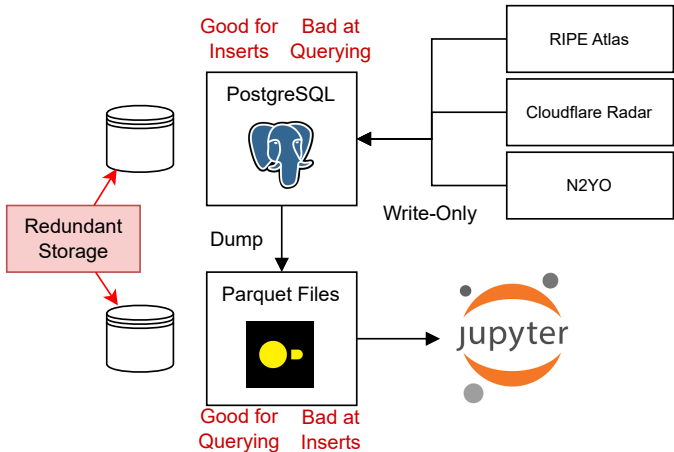 Good for
Inserts
Bad at
Querying
PostgreSQL
RIPE Atlas
Cloudflare Radar
N2YO
Write-Only
Redundant
Storage
Dump
Parquet Files
jupyter
Good for
Querying
Bad at
Inserts